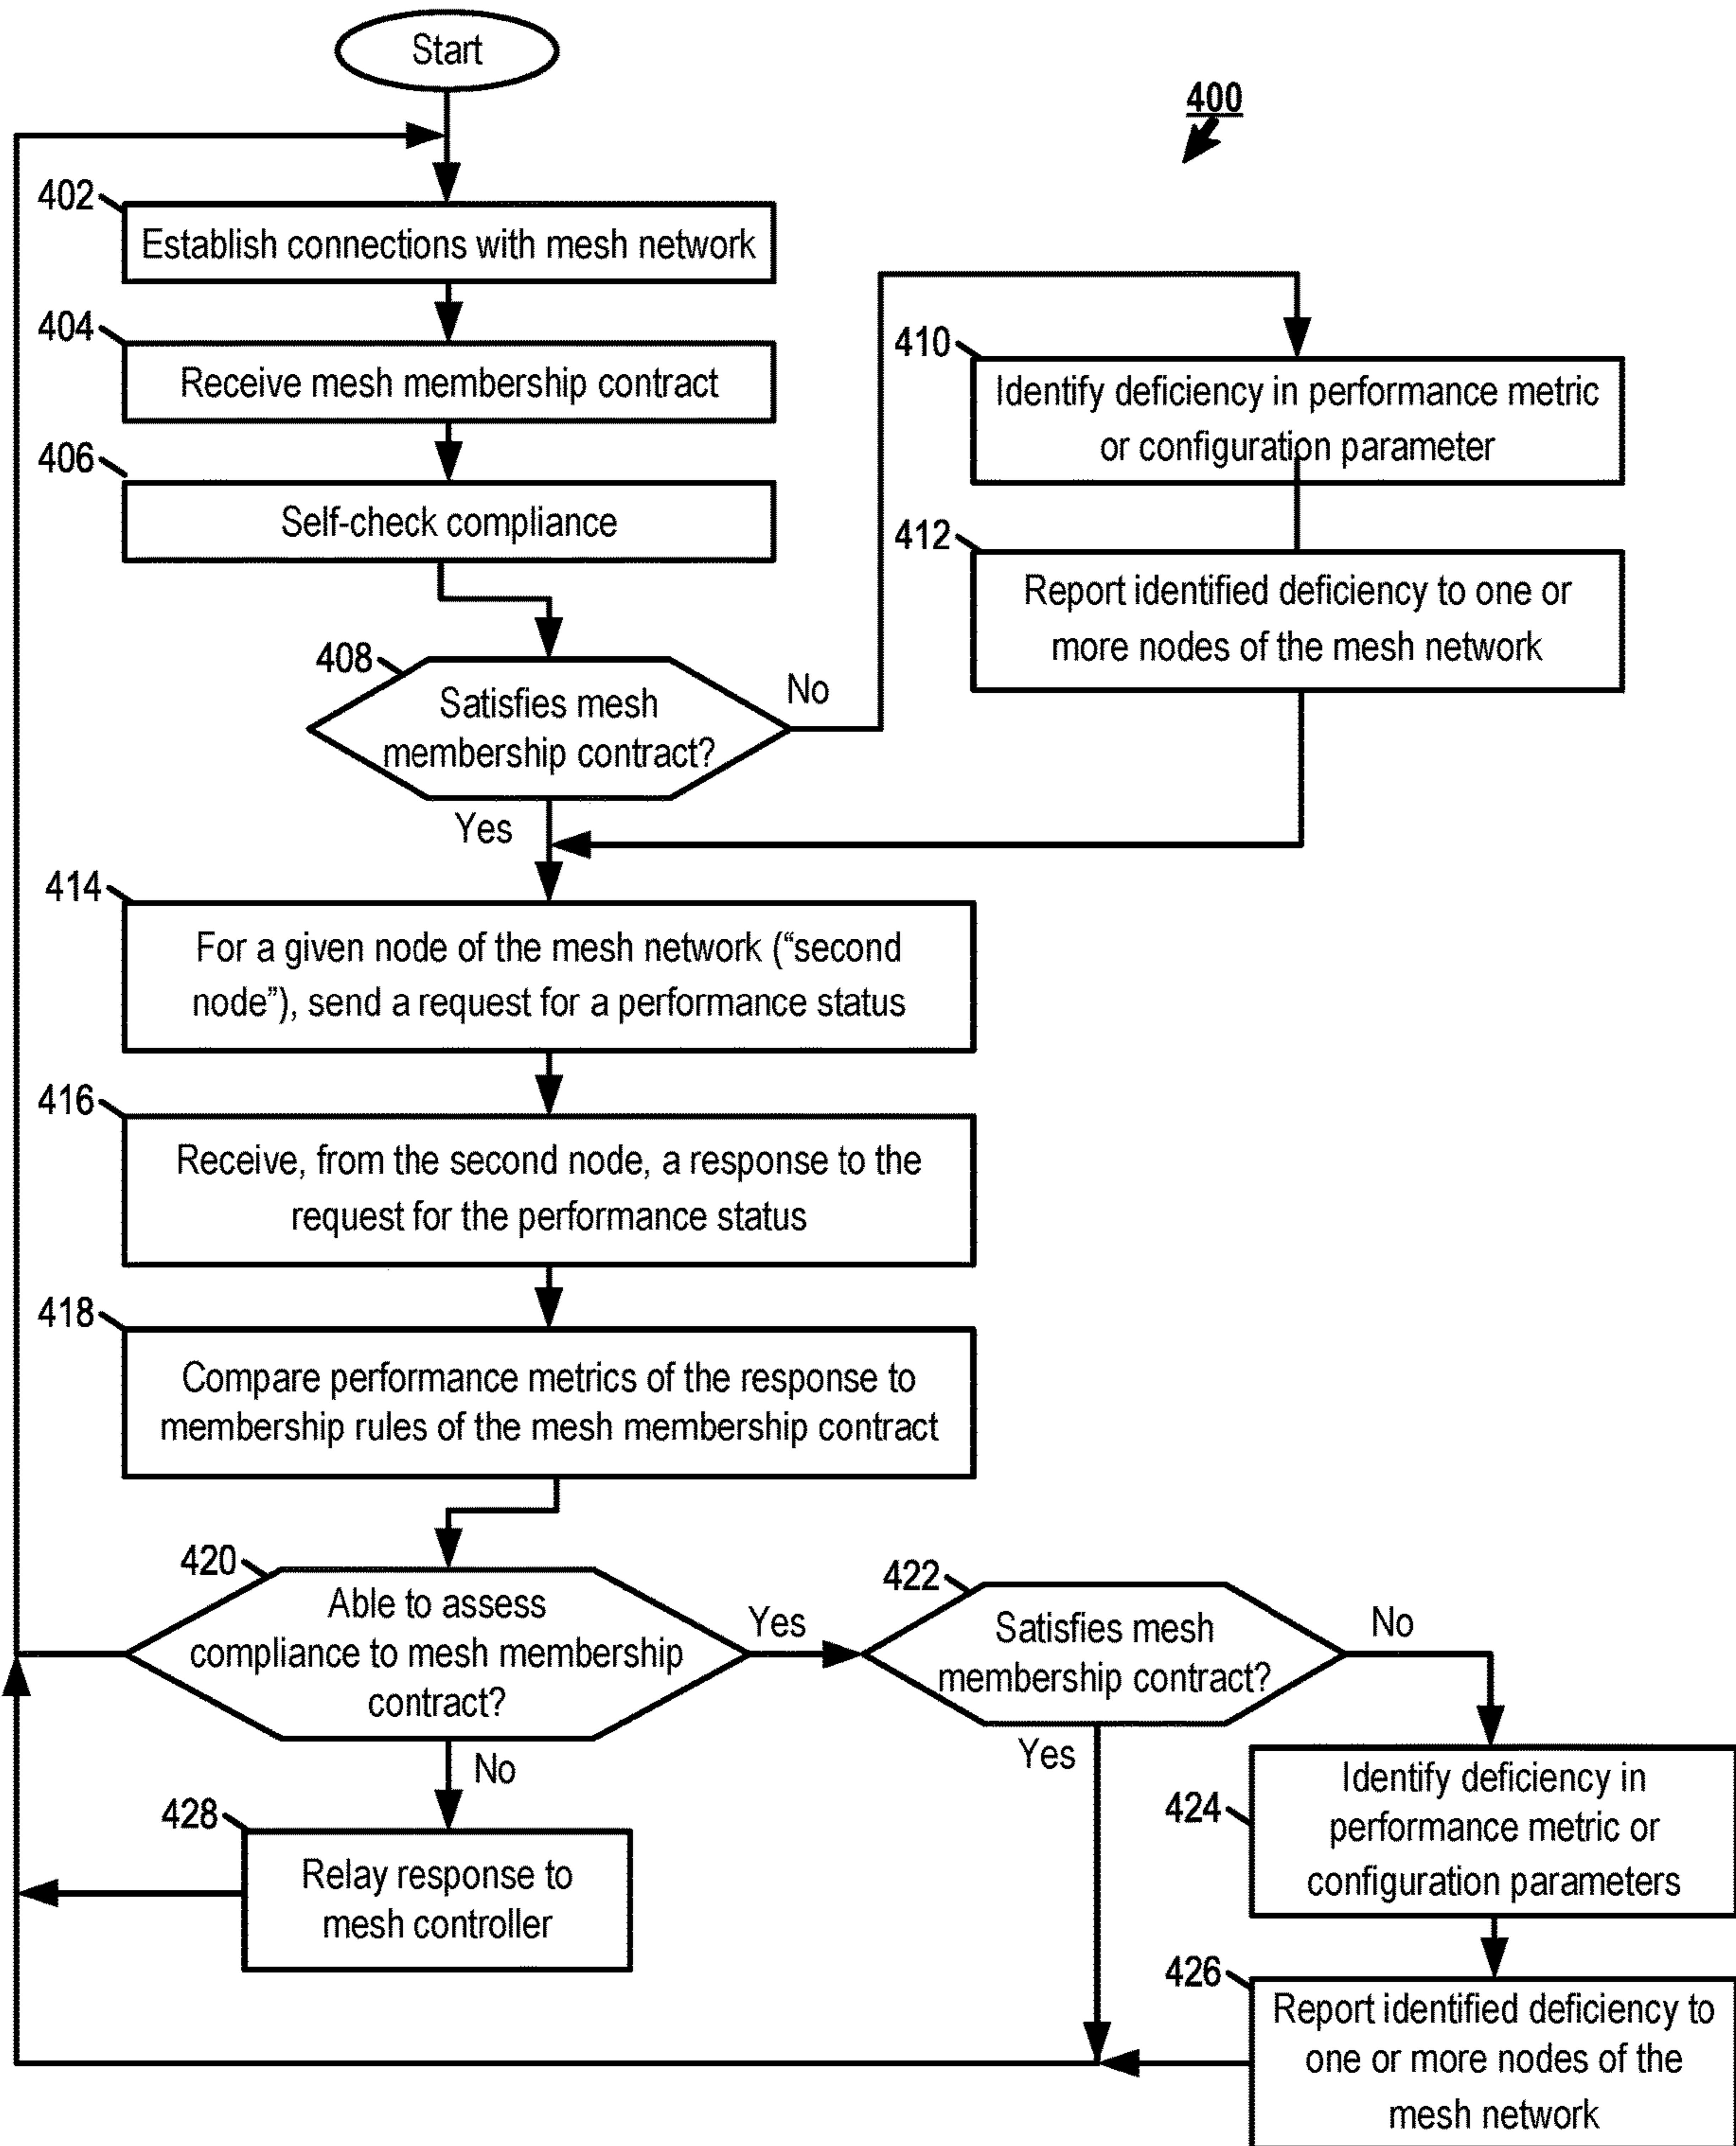 Start
400
402
Establish connections with mesh network
404
Receive mesh membership contract
406
Self-check compliance
408
Satisfies mesh
membership contract?
No
Yes
410
Identify deficiency in performance metric
or configuration parameter
412
Report identified deficiency to one or
more nodes of the mesh network
414
For a given node of the mesh network (“second
node”), send a request for a performance status
416
Receive, from the second node, a response to the
request for the performance status
418
Compare performance metrics of the response to
membership rules of the mesh membership contract
420
Able to assess
compliance to mesh membership
contract?
Yes
No
422
Satisfies mesh
membership contract?
No
Yes
424
Identify deficiency in
performance metric or
configuration parameters
426
Report identified deficiency to
one or more nodes of the
mesh network
428
Relay response to
mesh controller